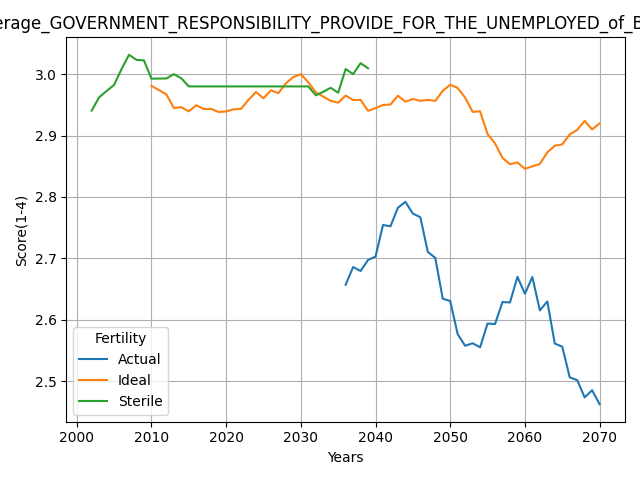 erage_GOVERNMENT_RESPONSIBILITY_PROVIDE_FOR_THE_UNEMPLOYED_of_E
Score(1-4)
3.0
2.9
2.8
2.7
2.6
2.5
Fertility
Actual
Ideal
Sterile
2000 2010 2020 2030 2040 2050 2060 2070
Years